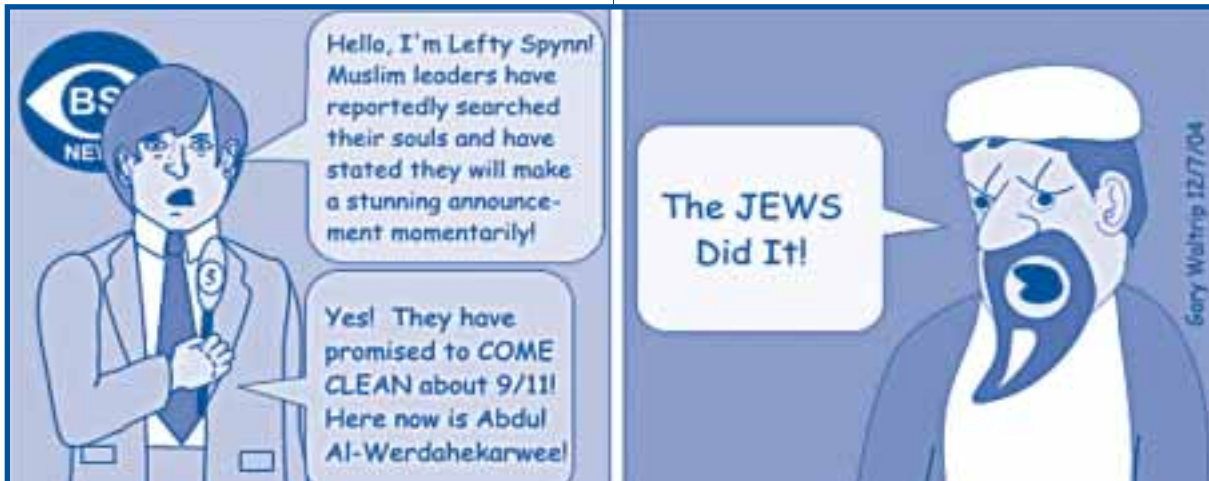 BS
NEW
Hello, I'm Lefty Spynn!
Muslim leaders have
reportedly searched
their souls and have
stated they will make
a stunning announce-
ment momentarily!
Yes! They have
promised to COME
CLEAN about 9/11!
Here now is Abdul
Al-Werdahekarwee!
The JEWS
Did It!
Gary Waltrip 12/7/04